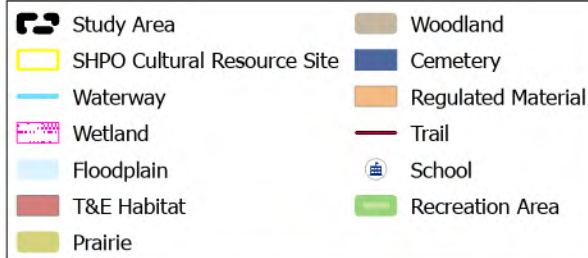 Study Area
SHPO Cultural Resource Site
Waterway
Wetland
Floodplain
T&E Habitat
Prairie
Woodland
Cemetery
Regulated Material
Trail
School
Recreation Area